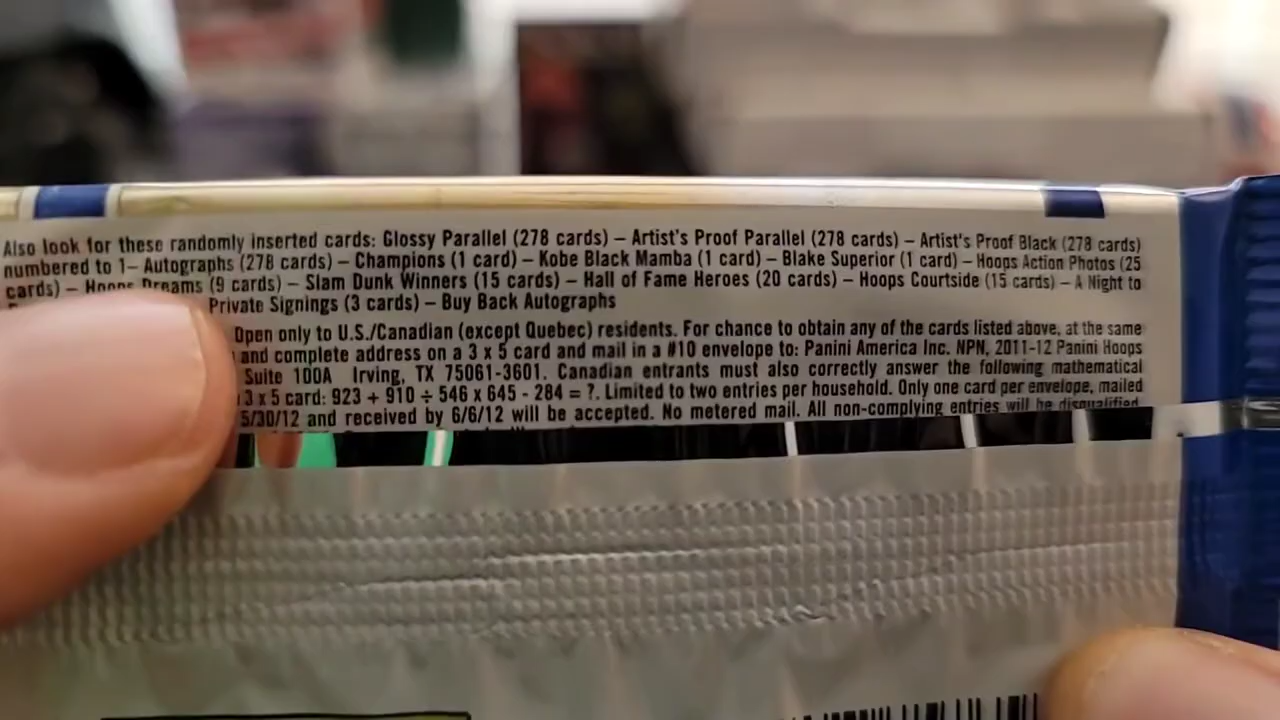 Also look for these randomly inserted cards: Glossy Parallel (278 cards) – Artist's Proof Parallel (278 cards) – Artist's Proof Black (278 cards)
numbered to 1– Autographs (278 cards) – Champions (1 card) – Kobe Black Mamba (1 card) – Blake Superior (1 card) – Hoops Action Photos (25
cards) – Hoops Dreams (9 cards) – Slam Dunk Winners (15 cards) – Hall of Fame Heroes (20 cards) – Hoops Courtside (15 cards) – A Night to
Private Signings (3 cards) – Buy Back Autographs
Open only to U.S./Canadian (except Quebec) residents. For chance to obtain any of the cards listed above, at the same
and complete address on a 3 x 5 card and mail in a #10 envelope to: Panini America Inc. NPN, 2011-12 Panini Hoops
Suite 100A Irving, TX 75061-3601. Canadian entrants must also correctly answer the following mathematical
3 x 5 card: 923 + 910 ÷ 546 x 645 - 284 = ?. Limited to two entries per household. Only one card per envelope, mailed
5/30/12 and received by 6/6/12 will be accepted. No metered mail. All non-complying entries will be disqualified.